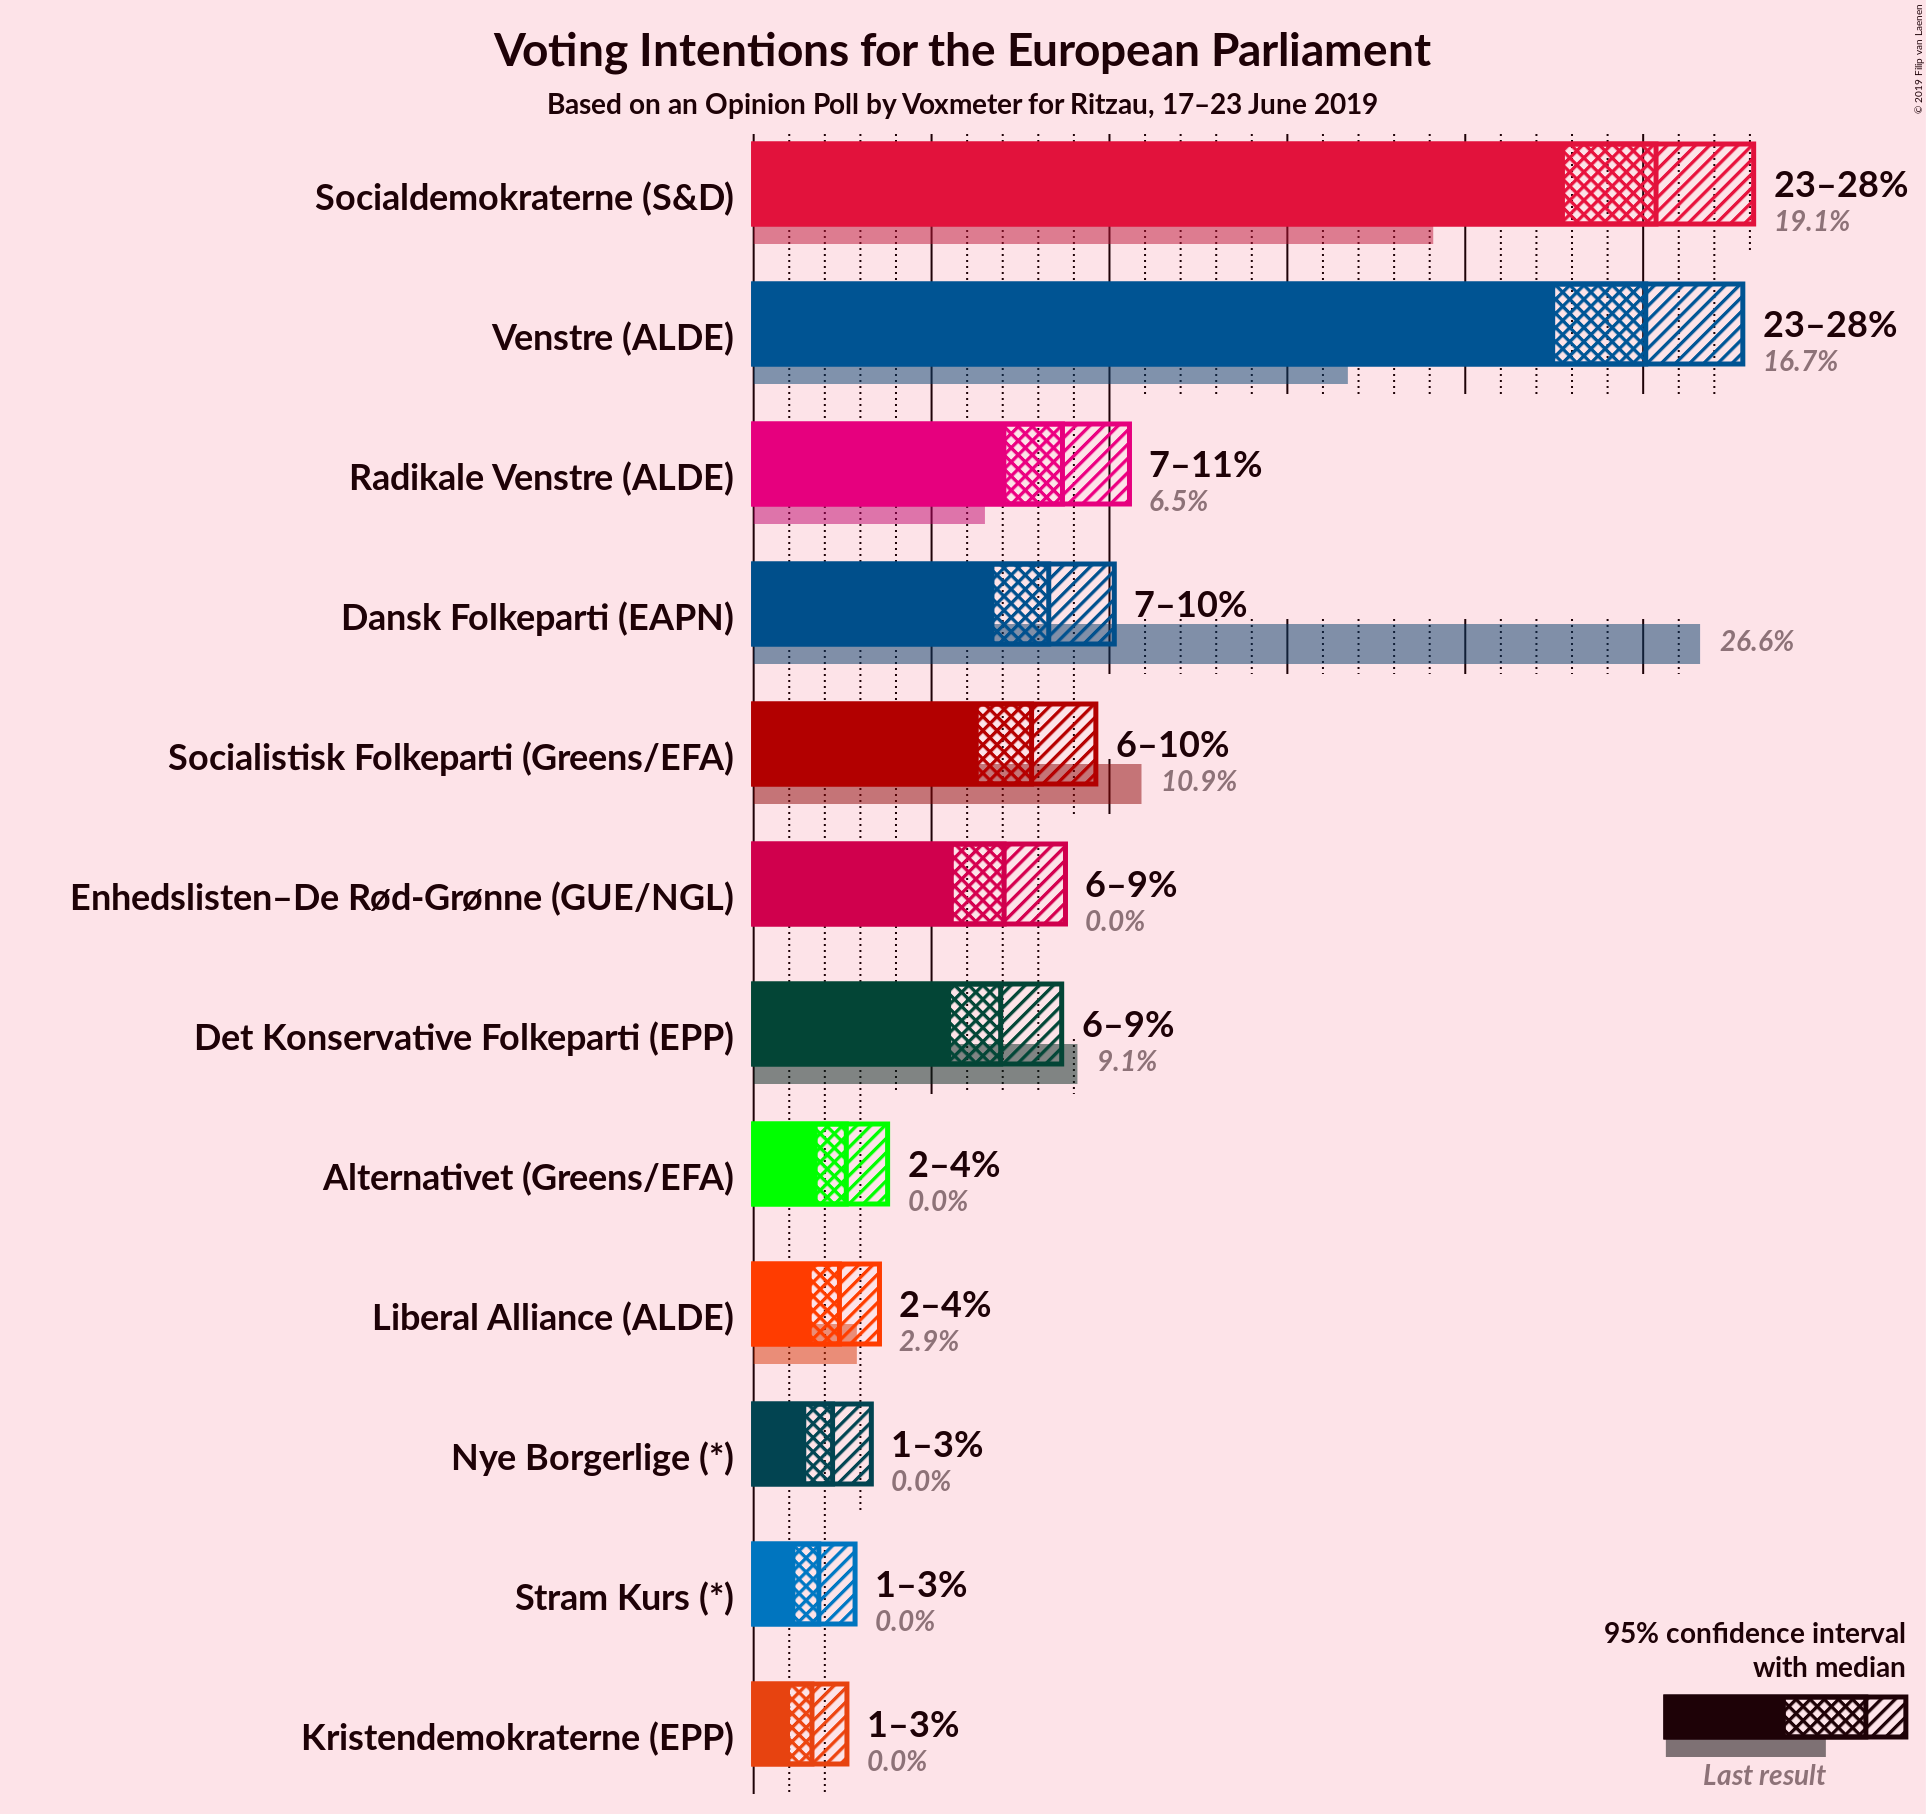 Voting Intentions for the European Parliament
Based on an Opinion Poll by Voxmeter for Ritzau, 17–23 June 2019
© 2019 Filip van Laenen
Socialdemokraterne (S&D)
23–28%
19.1%
Venstre (ALDE)
23–28%
16.7%
Radikale Venstre (ALDE)
7–11%
6.5%
Dansk Folkeparti (EAPN)
7–10%
26.6%
Socialistisk Folkeparti (Greens/EFA)
6–10%
10.9%
Enhedslisten–De Rød-Grønne (GUE/NGL)
6–9%
0.0%
Det Konservative Folkeparti (EPP)
6–9%
9.1%
Alternativet (Greens/EFA)
2–4%
0.0%
Liberal Alliance (ALDE)
2–4%
2.9%
Nye Borgerlige (*)
1–3%
0.0%
Stram Kurs (*)
1–3%
0.0%
Kristendemokraterne (EPP)
1–3%
0.0%
95% confidence interval
with median
Last result